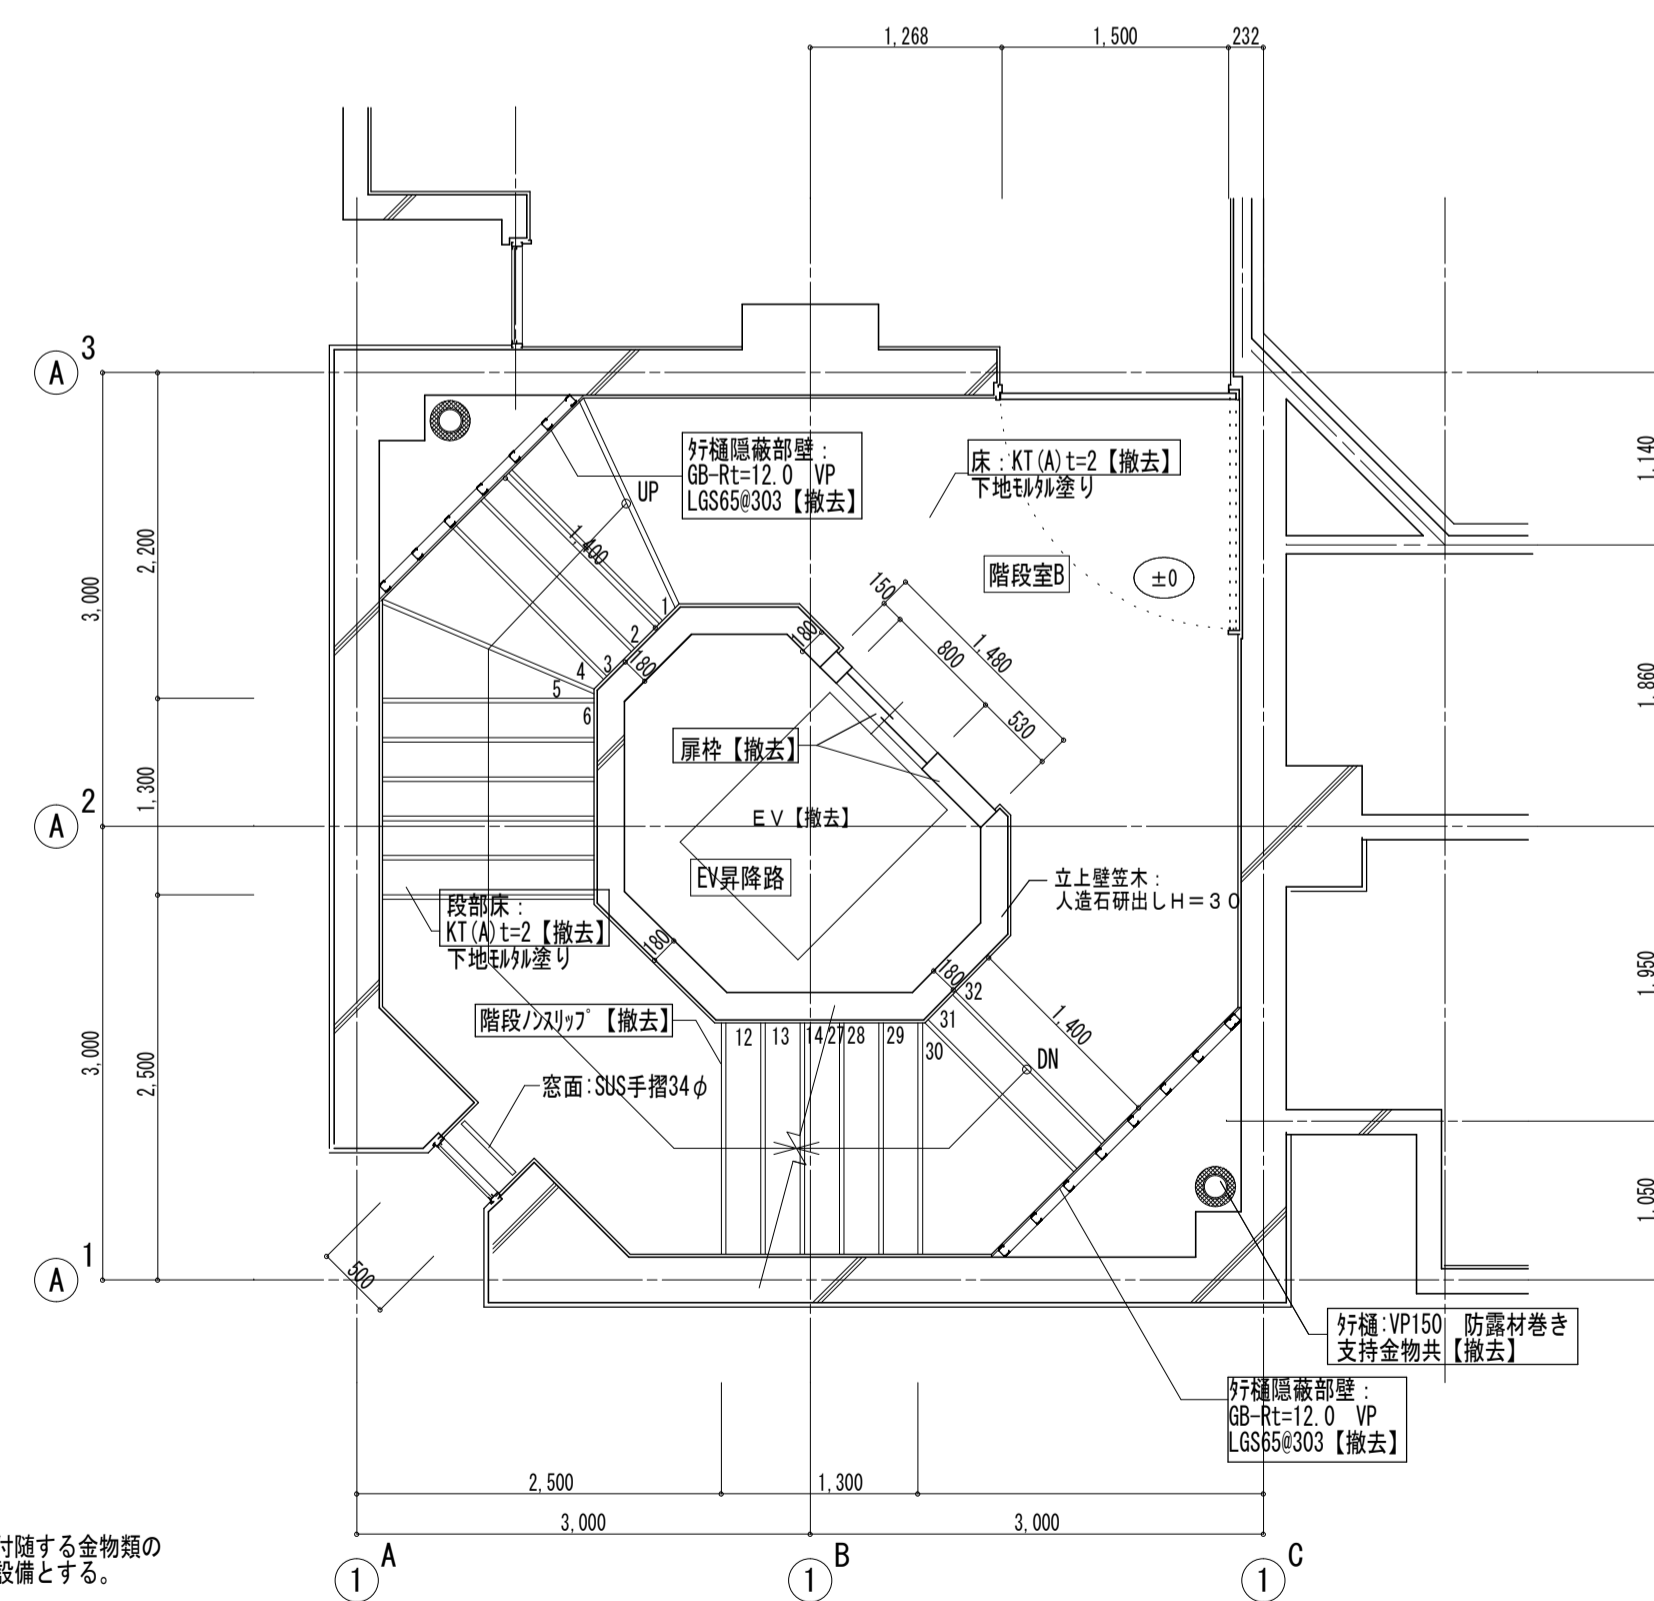 1,268
1,500
232
A
3
3,000
2,200
ﾀﾃ樋隠蔽部壁:
GB-Rt=12.0 VP
LGS65@303【撤去】
UP
1,400
床:KT(A)t=2【撤去】
下地ﾓﾙﾀﾙ塗り
階段室B
±0
1,140
1,860
1
2
3
4
5
6
180
180
150
800
1,480
530
扉枠【撤去】
EV【撤去】
EV昇降路
A
2
1,300
立上壁笠木:
人造石研出しH=30
段部床:
KT(A)t=2【撤去】
下地ﾓﾙﾀﾙ塗り
180
180
1,950
階段ﾉﾝｽﾘｯﾌﾟ【撤去】
12
13
14
27
28
29
30
31
32
1,400
DN
窓面:SUS手摺34φ
3,000
2,500
1,050
A
1
500
ﾀﾃ樋:VP150 防露材巻き
支持金物共【撤去】
ﾀﾃ樋隠蔽部壁:
GB-Rt=12.0 VP
LGS65@303【撤去】
2,500
1,300
3,000
3,000
付随する金物類の
設備とする。
1
A
1
B
1
C